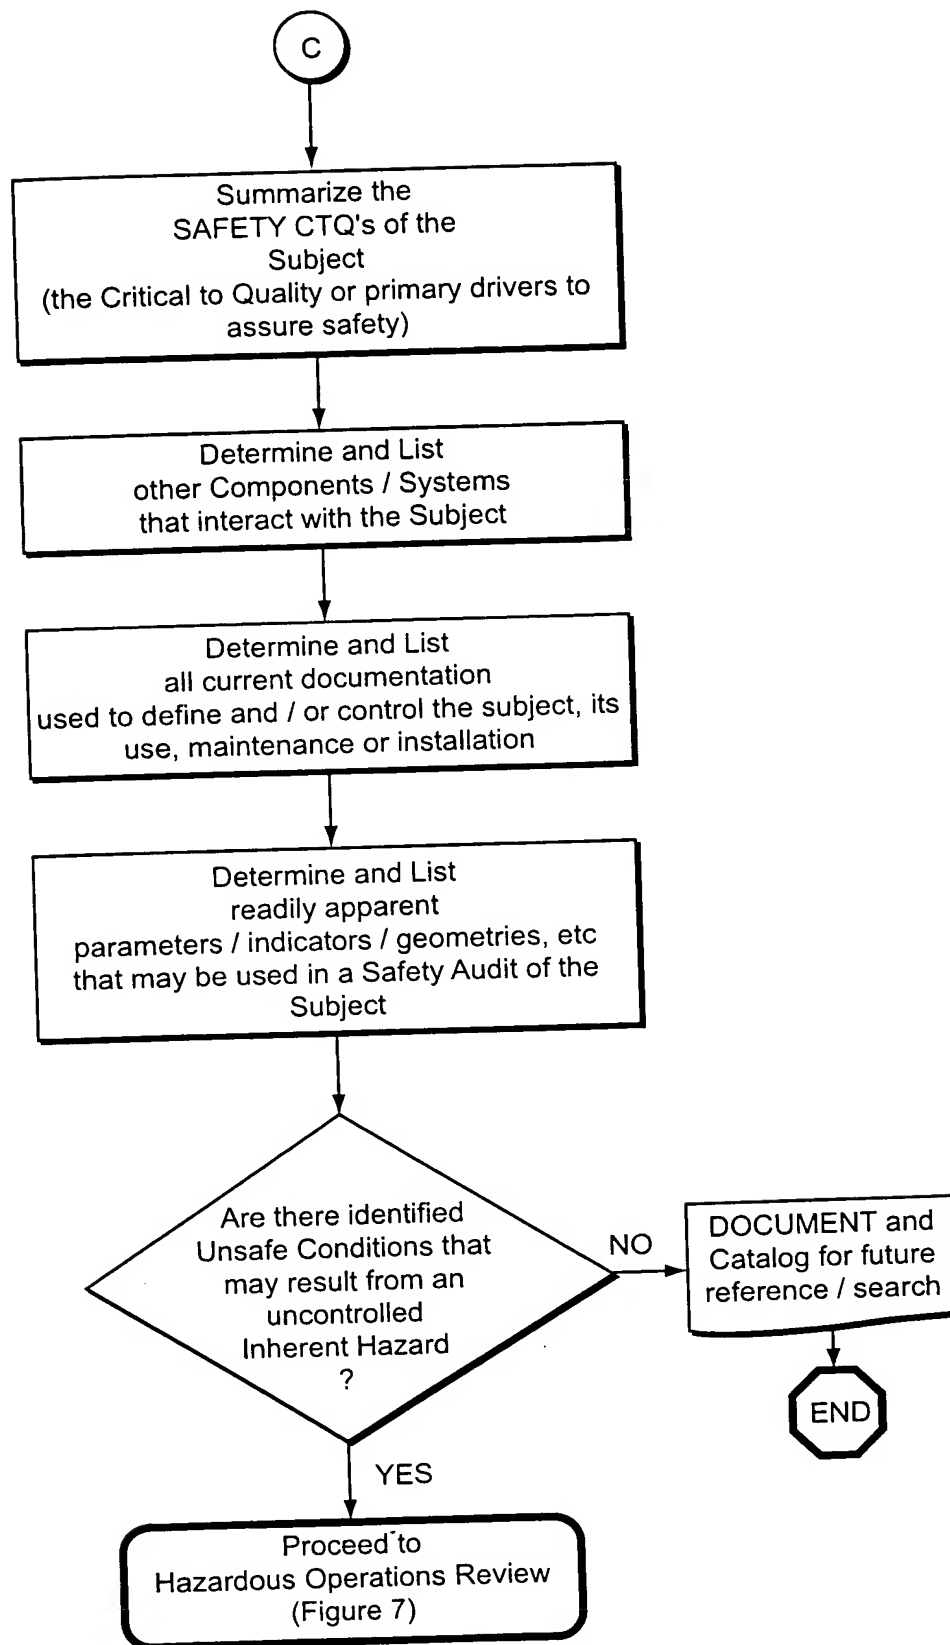 C
Summarize the
SAFETY CTQ's of the
Subject
(the Critical to Quality or primary drivers to
assure safety)
Determine and List
other Components / Systems
that interact with the Subject
Determine and List
all current documentation
used to define and / or control the subject, its
use, maintenance or installation
Determine and List
readily apparent
parameters / indicators / geometries, etc
that may be used in a Safety Audit of the
Subject
Are there identified
Unsafe Conditions that
may result from an
uncontrolled
Inherent Hazard
?
NO
DOCUMENT and
Catalog for future
reference / search
END
YES
Proceed to
Hazardous Operations Review
(Figure 7)